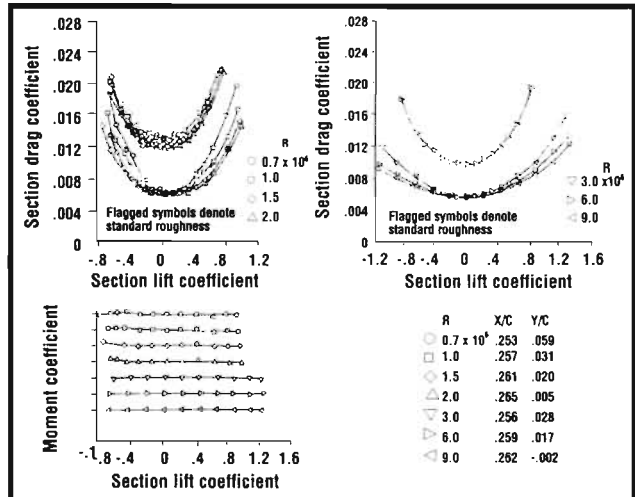 .028
.024
.020
.016
.012
.008
.004
0
Section drag coefficient
R
0.7 x 10⁶
1.0
1.5
2.0
Flagged symbols denote
standard roughness
-.8 -.4 0 .4 .8 1.2
Section lift coefficient
.028
.024
.020
.016
.012
.008
.004
0
Section drag coefficient
R
3.0 x10⁶
6.0
9.0
Flagged symbols denote
standard roughness
-1.2 -.8 -.4 0 .4 .8 1.2 1.6
Section lift coefficient
Moment coefficient
-.1
-.8 -.4 0 .4 .8 1.2 1.6
Section lift coefficient
R X/C Y/C
0.7 x 10⁶ .253 .059
1.0 .257 .031
1.5 .261 .020
2.0 .265 .005
3.0 .256 .028
6.0 .259 .017
9.0 .262 -.002